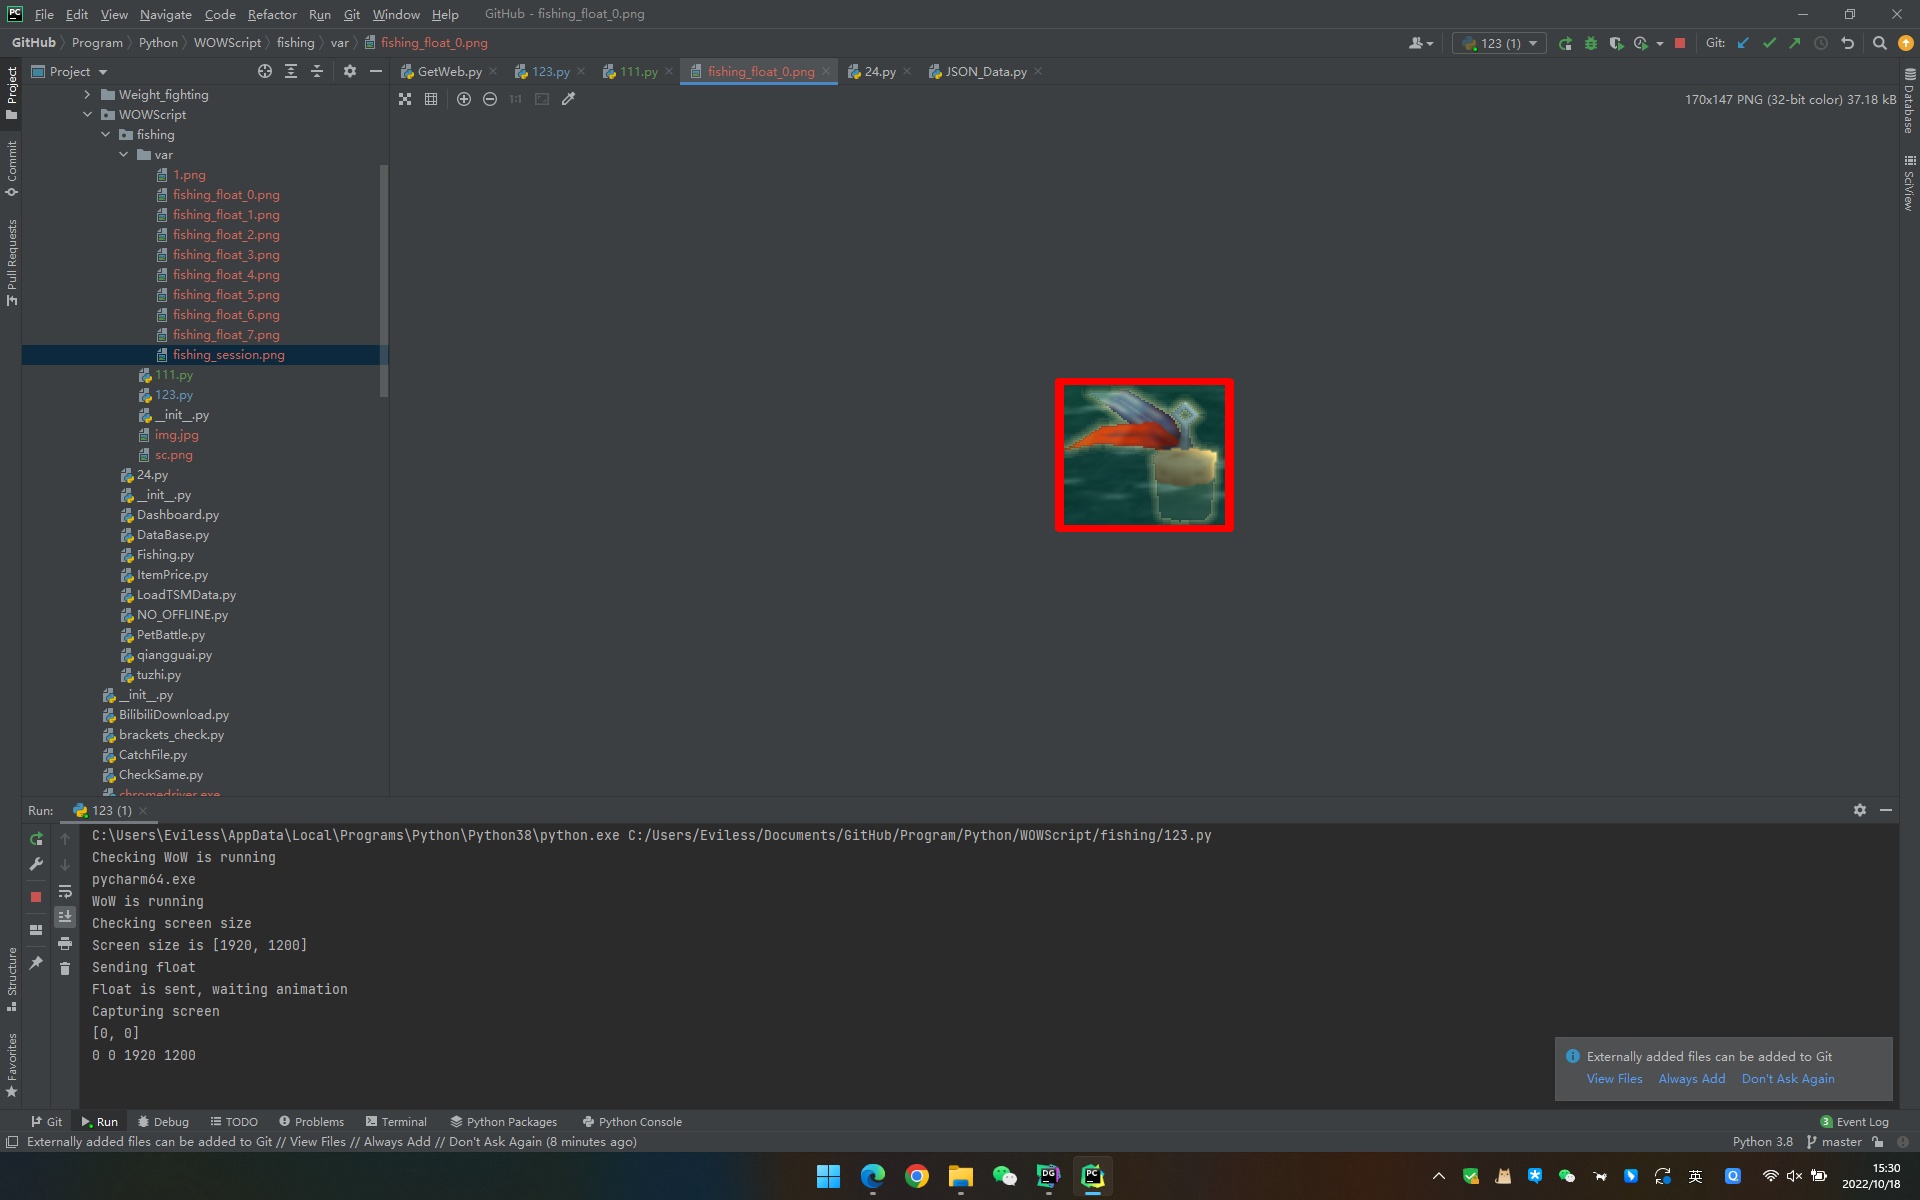 PC File Edit View Navigate Code Refactor Run Git Window Help GitHub - fishing_float_0.png
GitHub Program Python WOWScript fishing var fishing_float_0.png 123 (1) Git:
Project GetWeb.py 123.py 111.py fishing_float_0.png 24.py JSON_Data.py
1:1 170x147 PNG (32-bit color) 37.18 kB
Project
Commit
Pull Requests
Structure
Favorites
Database
SciView
Weight_fighting
WOWScript
fishing
var
1.png
fishing_float_0.png
fishing_float_1.png
fishing_float_2.png
fishing_float_3.png
fishing_float_4.png
fishing_float_5.png
fishing_float_6.png
fishing_float_7.png
fishing_session.png
111.py
123.py
__init__.py
img.jpg
sc.png
24.py
__init__.py
Dashboard.py
DataBase.py
Fishing.py
ItemPrice.py
LoadTSMData.py
NO_OFFLINE.py
PetBattle.py
qiangguai.py
tuzhi.py
__init__.py
BilibiliDownload.py
brackets_check.py
CatchFile.py
CheckSame.py
chromedriver.exe
Run: 123 (1)
C:\Users\Eviless\AppData\Local\Programs\Python\Python38\python.exe C:/Users/Eviless/Documents/GitHub/Program/Python/WOWScript/fishing/123.py
Checking WoW is running
pycharm64.exe
WoW is running
Checking screen size
Screen size is [1920, 1200]
Sending float
Float is sent, waiting animation
Capturing screen
[0, 0]
0 0 1920 1200
Externally added files can be added to Git
View Files Always Add Don't Ask Again
Git Run Debug TODO Problems Terminal Python Packages Python Console 3 Event Log
Externally added files can be added to Git // View Files // Always Add // Don't Ask Again (8 minutes ago) Python 3.8 master
DG PC 英 15:30
2022/10/18